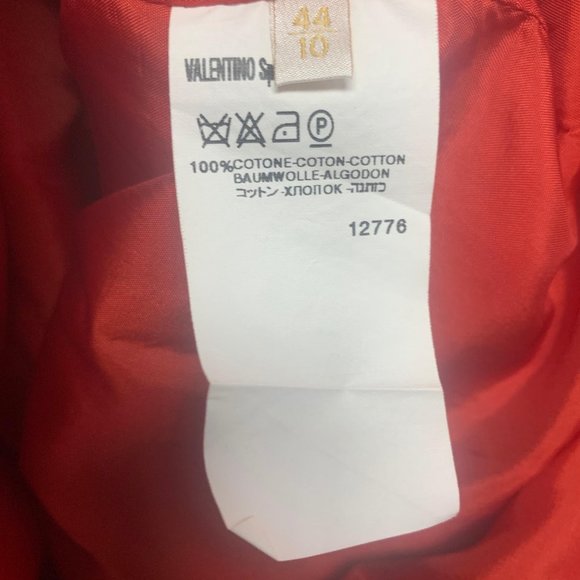 44
10
VALENTINO Sp
P
100%COTONE-COTON-COTTON
BAUMWOLLE-ALGODON
コットン-ХЛОПОК-כותנה
12776